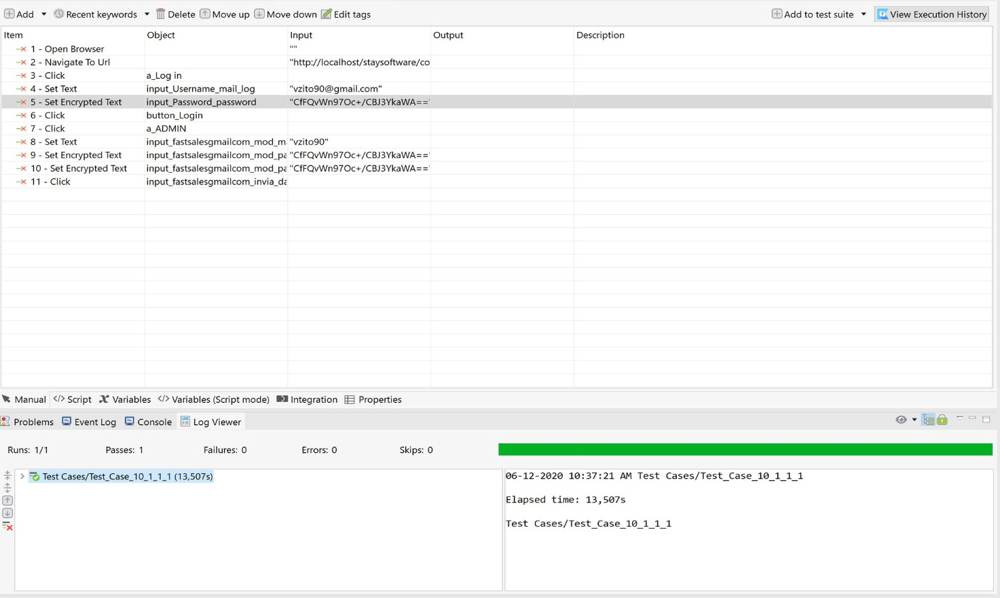 Add Recent keywords Delete Move up Move down Edit tags Add to test suite View Execution History
Item Object Input Output Description
1 - Open Browser ""
2 - Navigate To Url "http://localhost/staysoftware/co
3 - Click a_Log in
4 - Set Text input_Username_mail_log "vzito90@gmail.com"
5 - Set Encrypted Text input_Password_password "CfFQvWn97Oc+/CBJ3YkaWA=="
6 - Click button_Login
7 - Click a_ADMIN
8 - Set Text input_fastsalesgmailcom_mod_m "vzito90"
9 - Set Encrypted Text input_fastsalesgmailcom_mod_pa "CfFQvWn97Oc+/CBJ3YkaWA=="
10 - Set Encrypted Text input_fastsalesgmailcom_mod_pa "CfFQvWn97Oc+/CBJ3YkaWA=="
11 - Click input_fastsalesgmailcom_invia_da
Manual </> Script Variables </> Variables (Script mode) Integration Properties
Problems Event Log Console Log Viewer
Runs: 1/1 Passes: 1 Failures: 0 Errors: 0 Skips: 0
Test Cases/Test_Case_10_1_1_1 (13,507s)
06-12-2020 10:37:21 AM Test Cases/Test_Case_10_1_1_1
Elapsed time: 13,507s
Test Cases/Test_Case_10_1_1_1